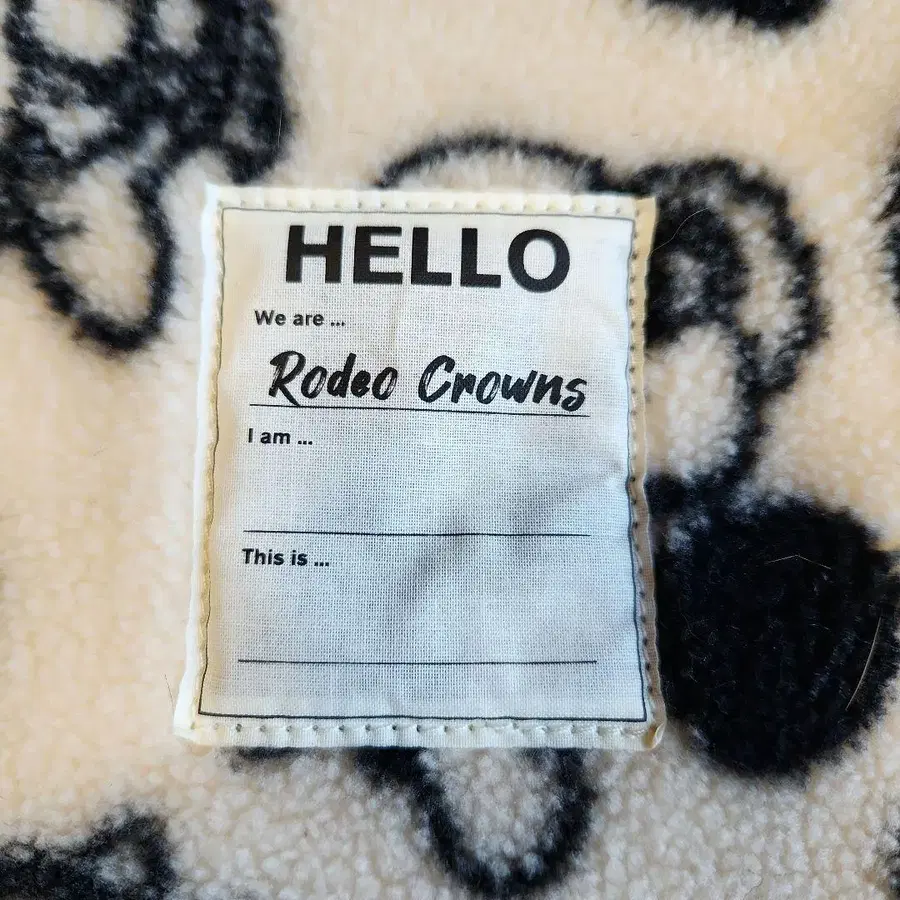 HELLO
We are ...
Rodeo Crowns
I am ...
This is ...